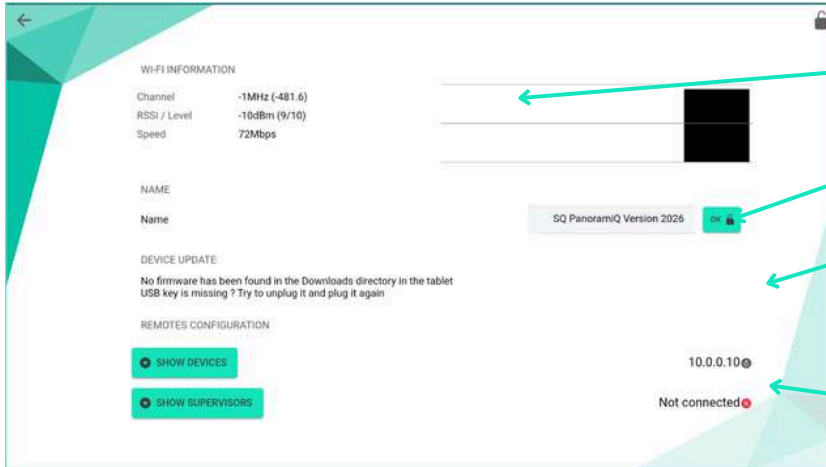 WI-FI INFORMATION
Channel -1MHz (-481.6)
RSSI / Level -10dBm (9/10)
Speed 72Mbps
NAME
Name SQ PanoramiQ Version 2026 OK
DEVICE UPDATE
No firmware has been found in the Downloads directory in the tablet
USB key is missing ? Try to unplug it and plug it again
REMOTES CONFIGURATION
SHOW DEVICES 10.0.0.10
SHOW SUPERVISORS Not connected